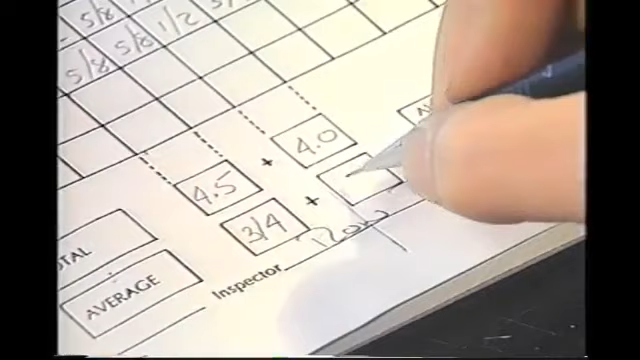 5/8
5/8 5/8 1/2
4.5 + 4.0
3/4 +
TOTAL
AVERAGE
Inspector